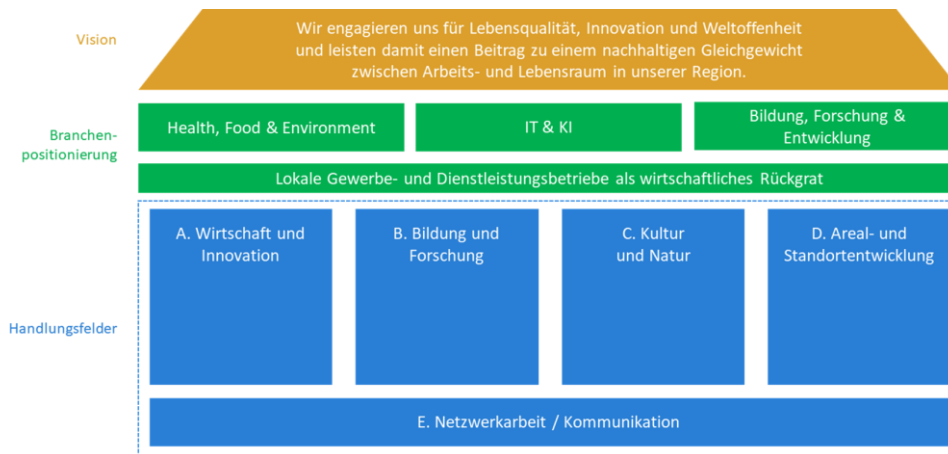 Vision
Wir engagieren uns für Lebensqualität, Innovation und Weltoffenheit
und leisten damit einen Beitrag zu einem nachhaltigen Gleichgewicht
zwischen Arbeits- und Lebensraum in unserer Region.
Branchen-
positionierung
Health, Food & Environment
IT & KI
Bildung, Forschung &
Entwicklung
Lokale Gewerbe- und Dienstleistungsbetriebe als wirtschaftliches Rückgrat
Handlungsfelder
A. Wirtschaft und
Innovation
B. Bildung und
Forschung
C. Kultur
und Natur
D. Areal- und
Standortentwicklung
E. Netzwerkarbeit / Kommunikation